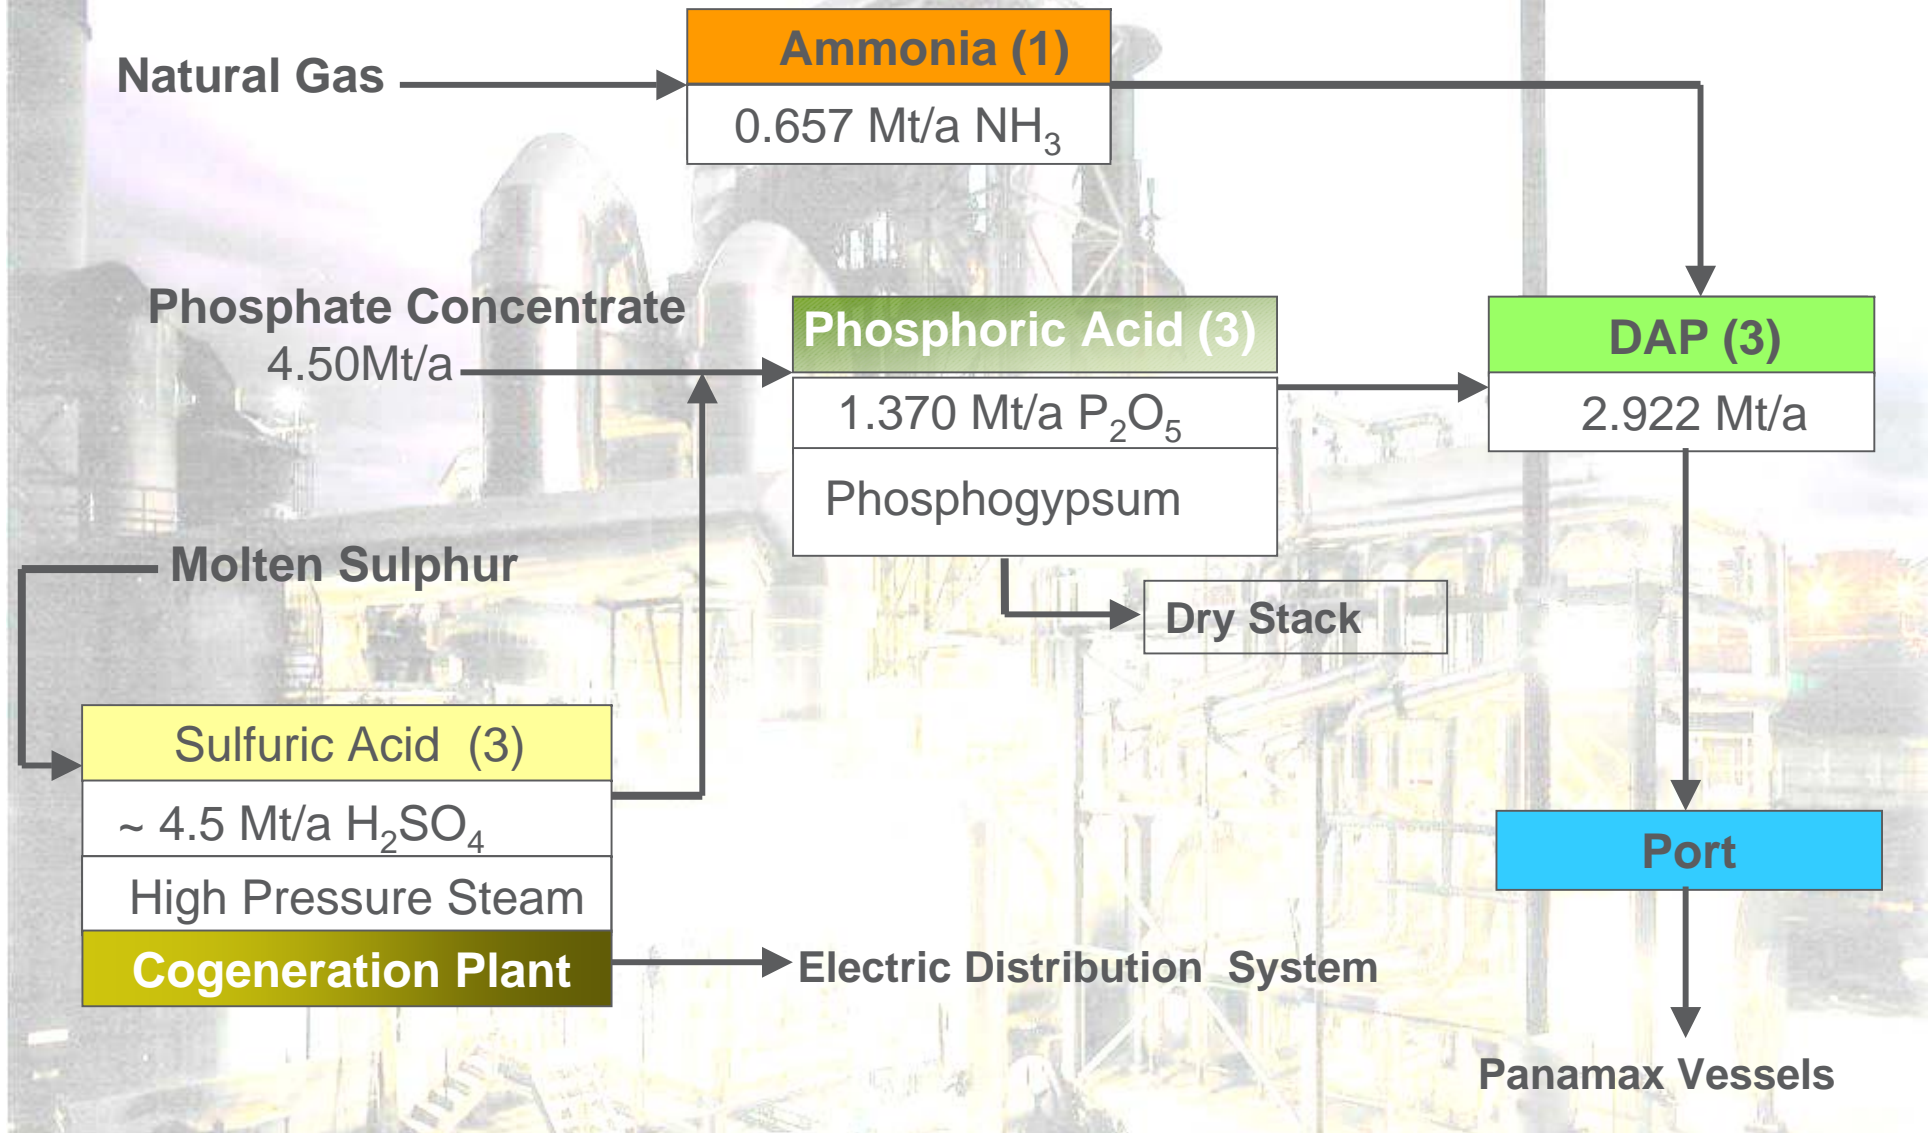 Ammonia (1)
Natural Gas
0.657 Mt/a NH₃
Phosphate Concentrate
4.50Mt/a
Phosphoric Acid (3)
1.370 Mt/a P₂O₅
Phosphogypsum
DAP (3)
2.922 Mt/a
Molten Sulphur
Dry Stack
Sulfuric Acid (3)
~ 4.5 Mt/a H₂SO₄
High Pressure Steam
Cogeneration Plant
Electric Distribution System
Port
Panamax Vessels